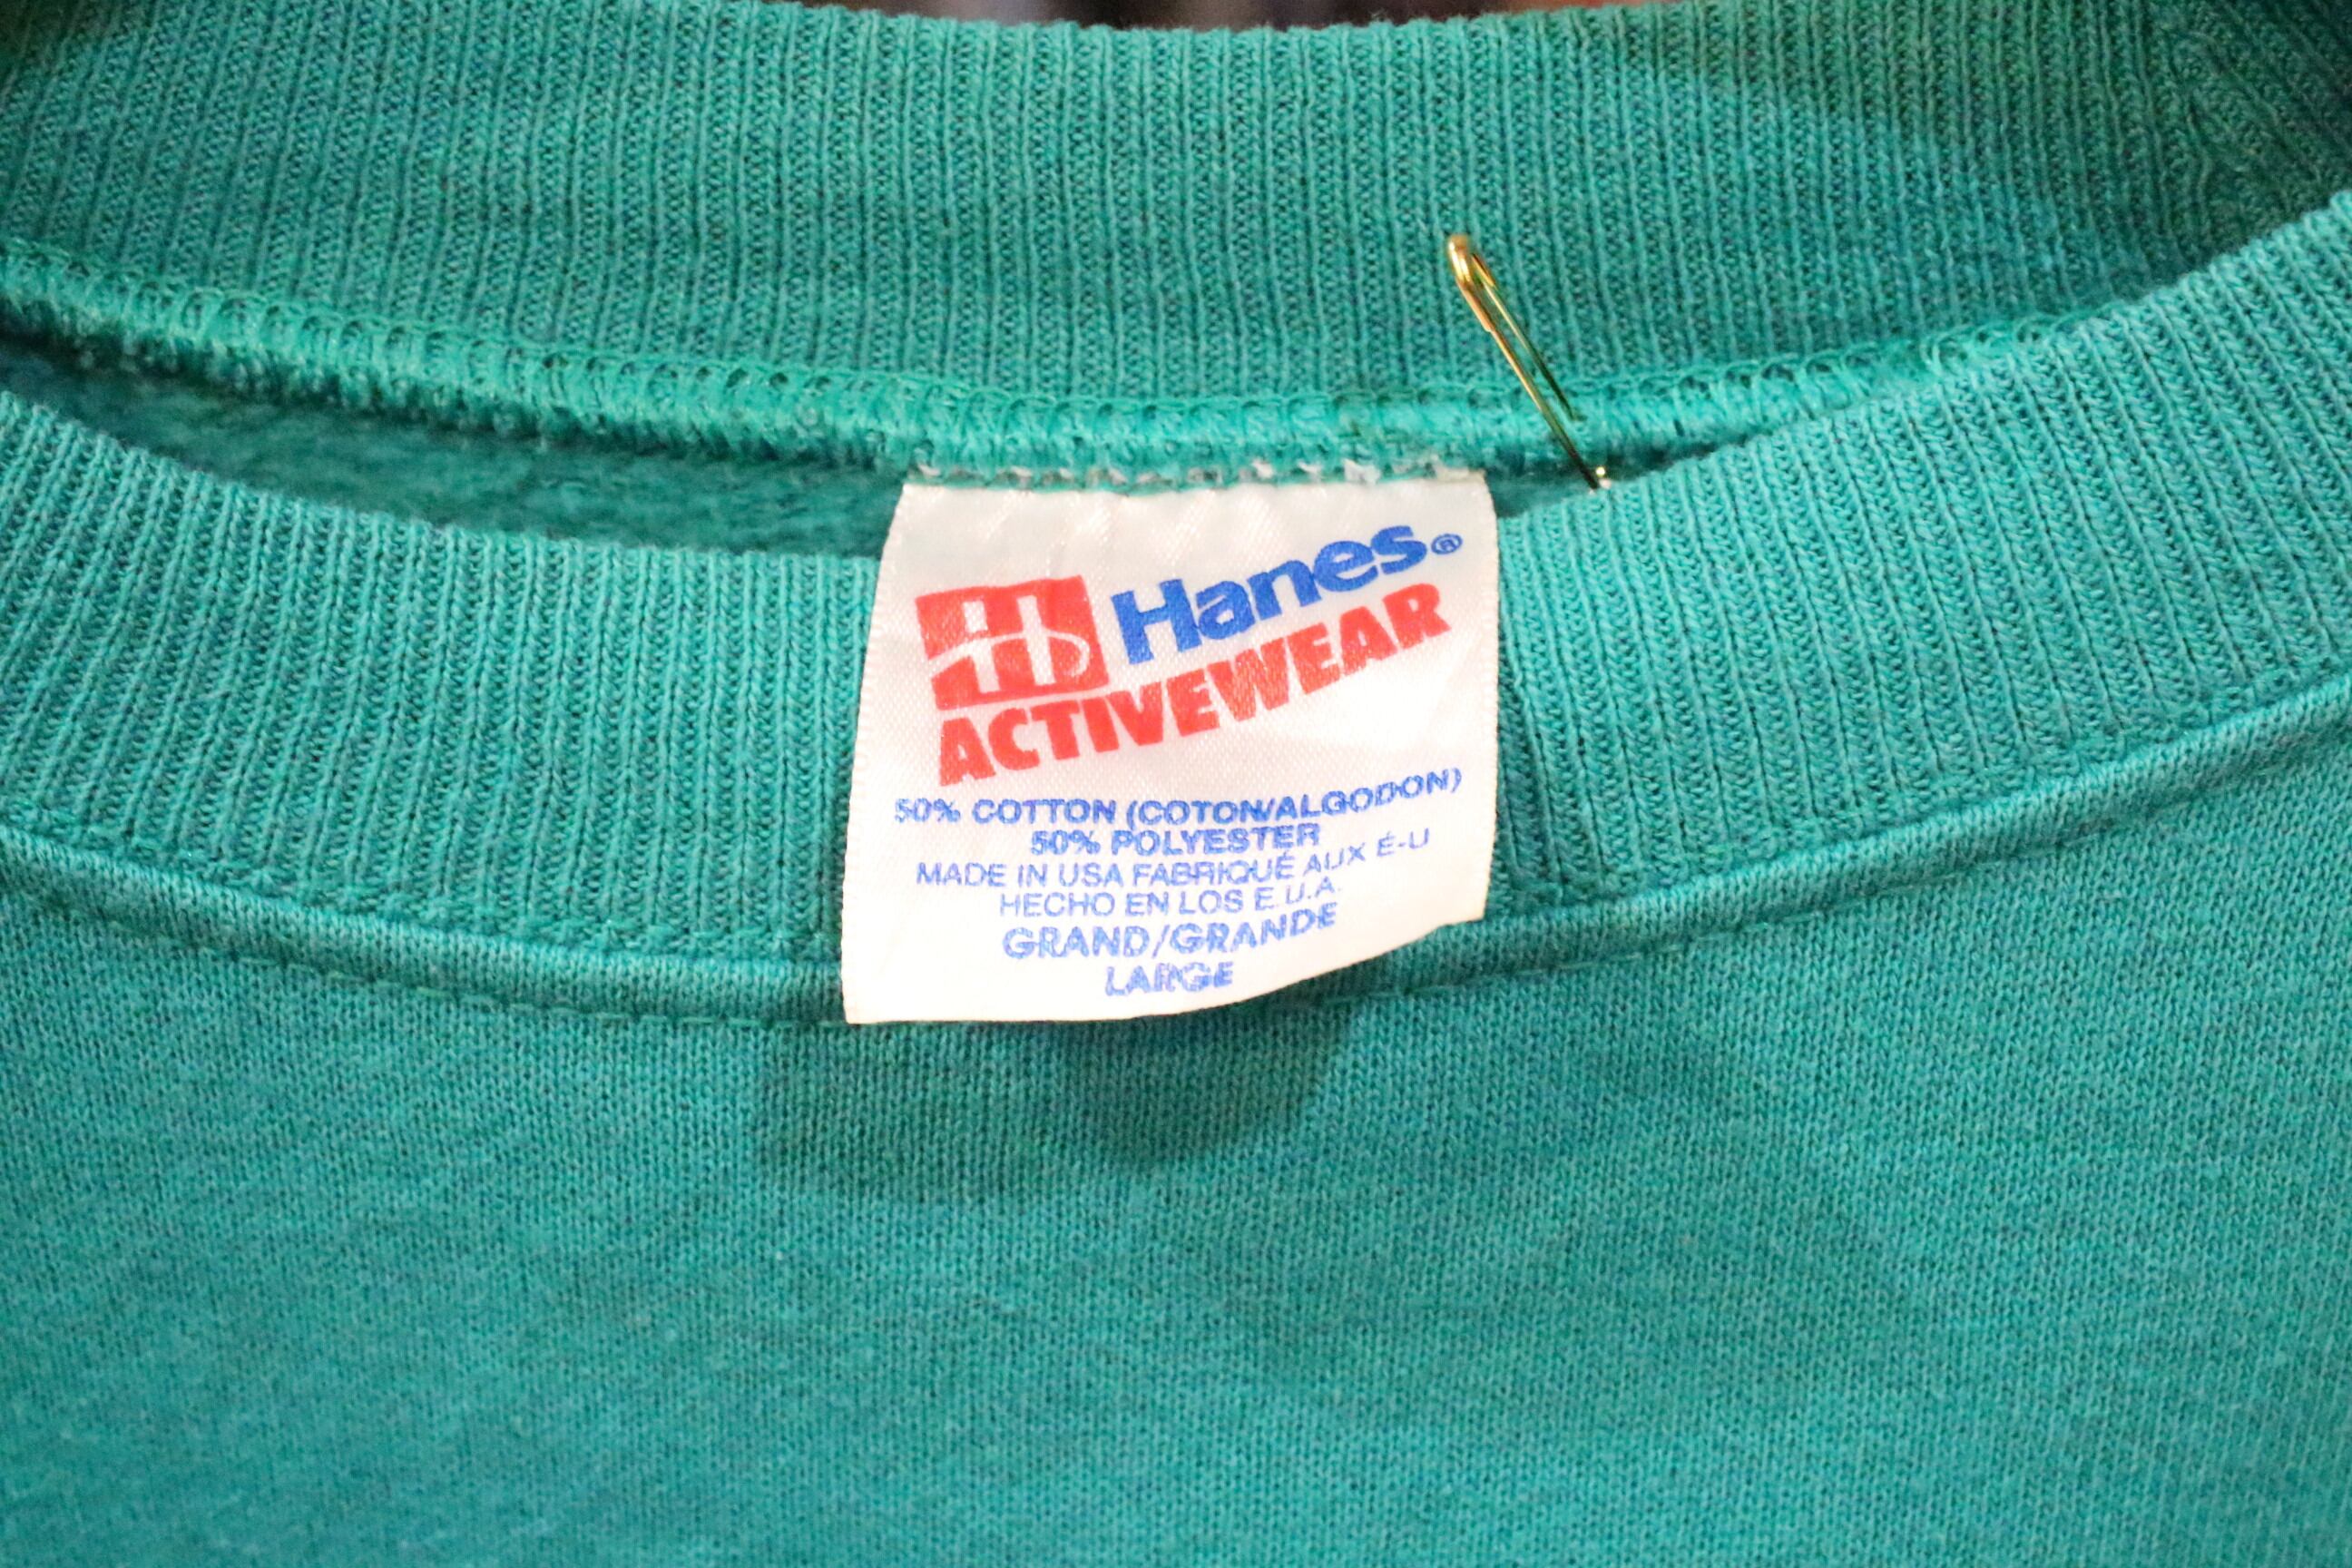 Hanes®
ACTIVEWEAR
50% COTTON (COTON/ALGODON)
50% POLYESTER
MADE IN USA FABRIQUÉ AUX É-U
HECHO EN LOS E.U.A.
GRAND/GRANDE
LARGE